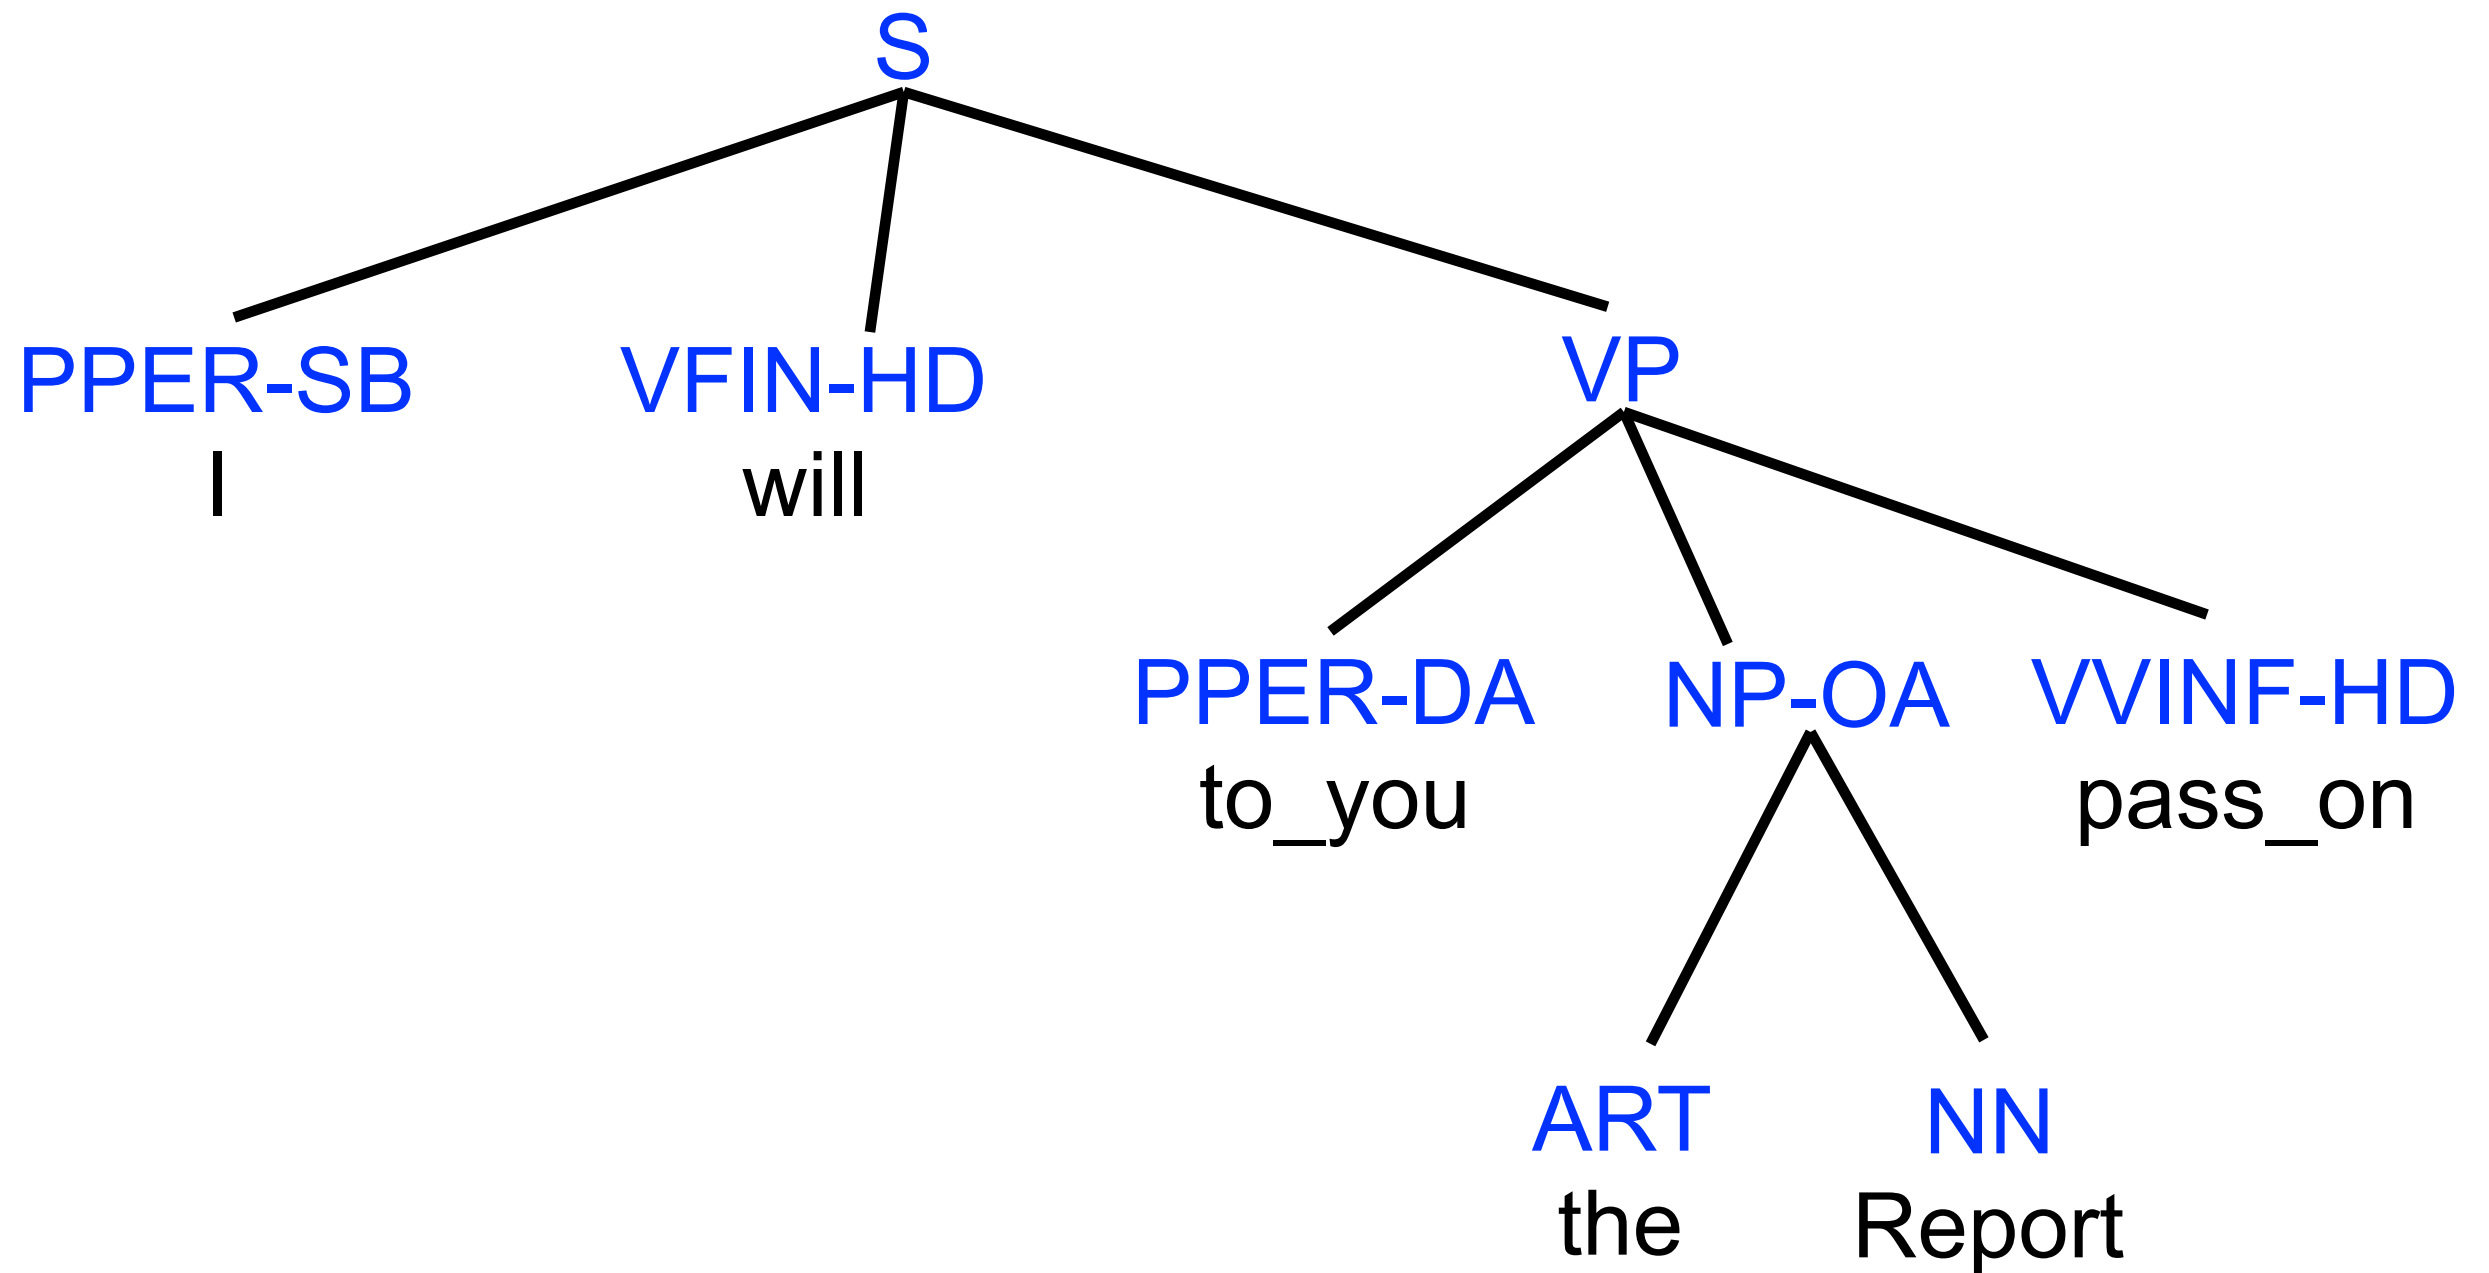 S
PPER-SB VFIN-HD VP
I will
PPER-DA NP-OA VVINF-HD
to_you pass_on
ART NN
the Report